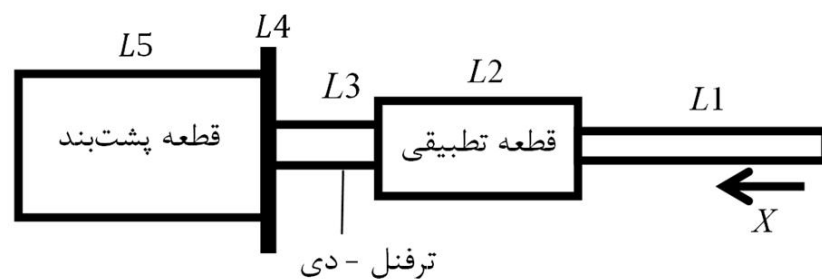 L4
L5
L3
L2
L1
قطعه پشت‌بند
قطعه تطبیقی
X
ترفنل - دی